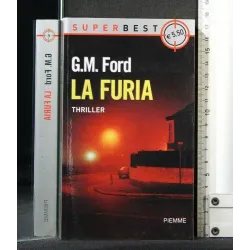 SUPERBEST
€ 5,50
G.M. Ford
LA FURIA
THRILLER
PIEMME
G.W. Ford LA FURIA